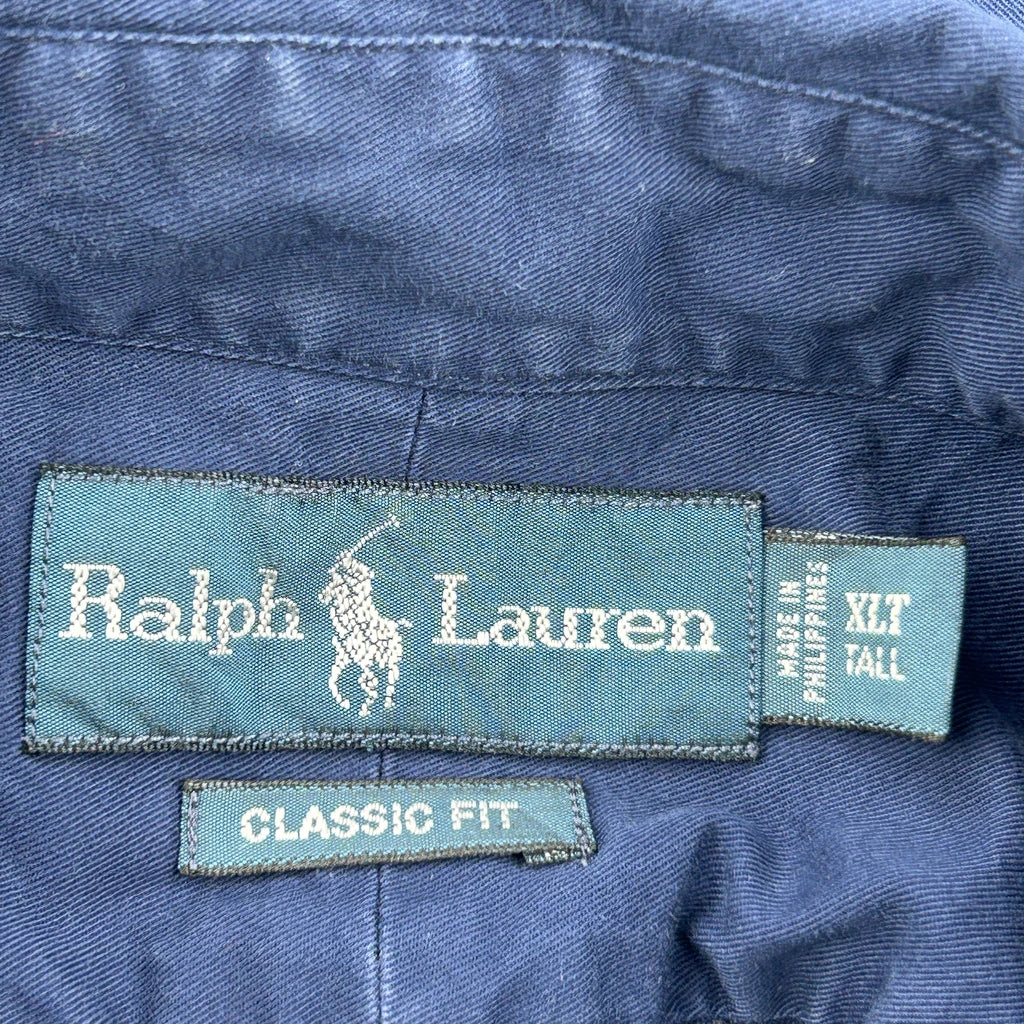 Ralph Lauren
MADE IN
PHILIPPINES
XLT
TALL
CLASSIC FIT